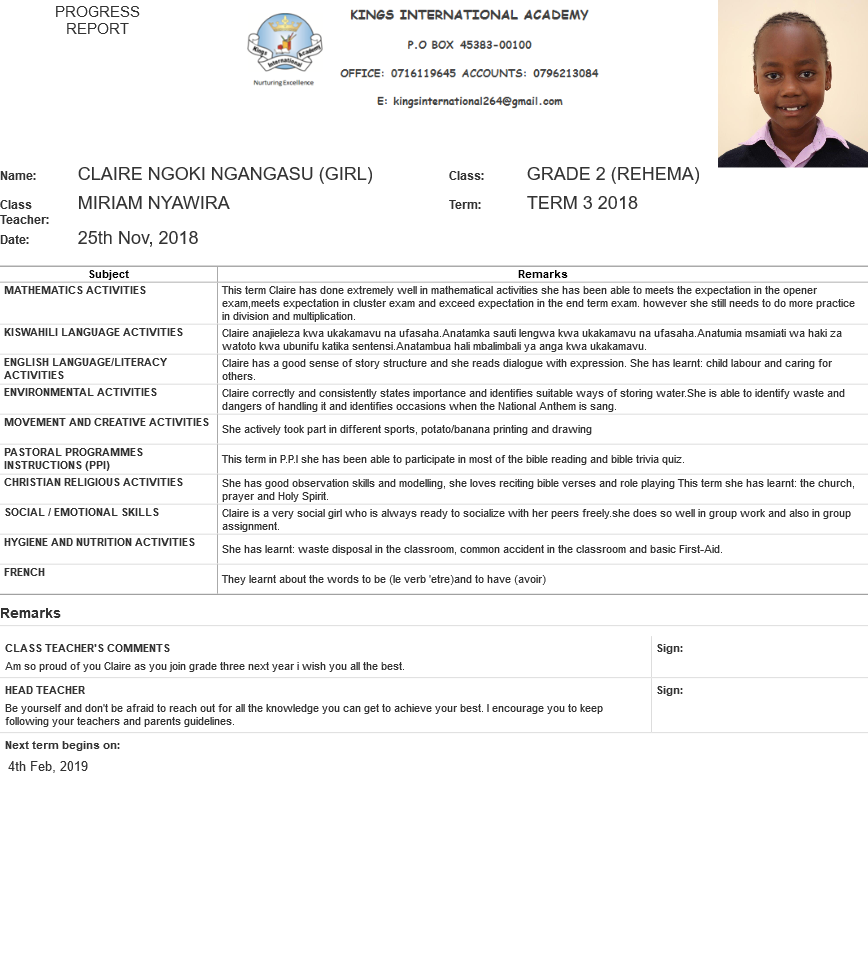 PROGRESS
REPORT
Kings International Academy
Nurturing Excellence
KINGS INTERNATIONAL ACADEMY
P.O BOX 45383-00100
OFFICE: 0716119645 ACCOUNTS: 0796213084
E: kingsinternational264@gmail.com
Name: CLAIRE NGOKI NGANGASU (GIRL) Class: GRADE 2 (REHEMA)
Class Teacher: MIRIAM NYAWIRA Term: TERM 3 2018
Date: 25th Nov, 2018
Subject Remarks
MATHEMATICS ACTIVITIES
This term Claire has done extremely well in mathematical activities she has been able to meets the expectation in the opener
exam,meets expectation in cluster exam and exceed expectation in the end term exam. however she still needs to do more practice
in division and multiplication.
KISWAHILI LANGUAGE ACTIVITIES
Claire anajieleza kwa ukakamavu na ufasaha.Anatamka sauti lengwa kwa ukakamavu na ufasaha.Anatumia msamiati wa haki za
watoto kwa ubunifu katika sentensi.Anatambua hali mbalimbali ya anga kwa ukakamavu.
ENGLISH LANGUAGE/LITERACY
ACTIVITIES
Claire has a good sense of story structure and she reads dialogue with expression. She has learnt: child labour and caring for
others.
ENVIRONMENTAL ACTIVITIES
Claire correctly and consistently states importance and identifies suitable ways of storing water.She is able to identify waste and
dangers of handling it and identifies occasions when the National Anthem is sang.
MOVEMENT AND CREATIVE ACTIVITIES
She actively took part in different sports, potato/banana printing and drawing
PASTORAL PROGRAMMES
INSTRUCTIONS (PPI)
This term in P.P.I she has been able to participate in most of the bible reading and bible trivia quiz.
CHRISTIAN RELIGIOUS ACTIVITIES
She has good observation skills and modelling, she loves reciting bible verses and role playing This term she has learnt: the church,
prayer and Holy Spirit.
SOCIAL / EMOTIONAL SKILLS
Claire is a very social girl who is always ready to socialize with her peers freely.she does so well in group work and also in group
assignment.
HYGIENE AND NUTRITION ACTIVITIES
She has learnt: waste disposal in the classroom, common accident in the classroom and basic First-Aid.
FRENCH
They learnt about the words to be (le verb 'etre)and to have (avoir)
Remarks
CLASS TEACHER'S COMMENTS Sign:
Am so proud of you Claire as you join grade three next year i wish you all the best.
HEAD TEACHER Sign:
Be yourself and don't be afraid to reach out for all the knowledge you can get to achieve your best. I encourage you to keep
following your teachers and parents guidelines.
Next term begins on:
4th Feb, 2019